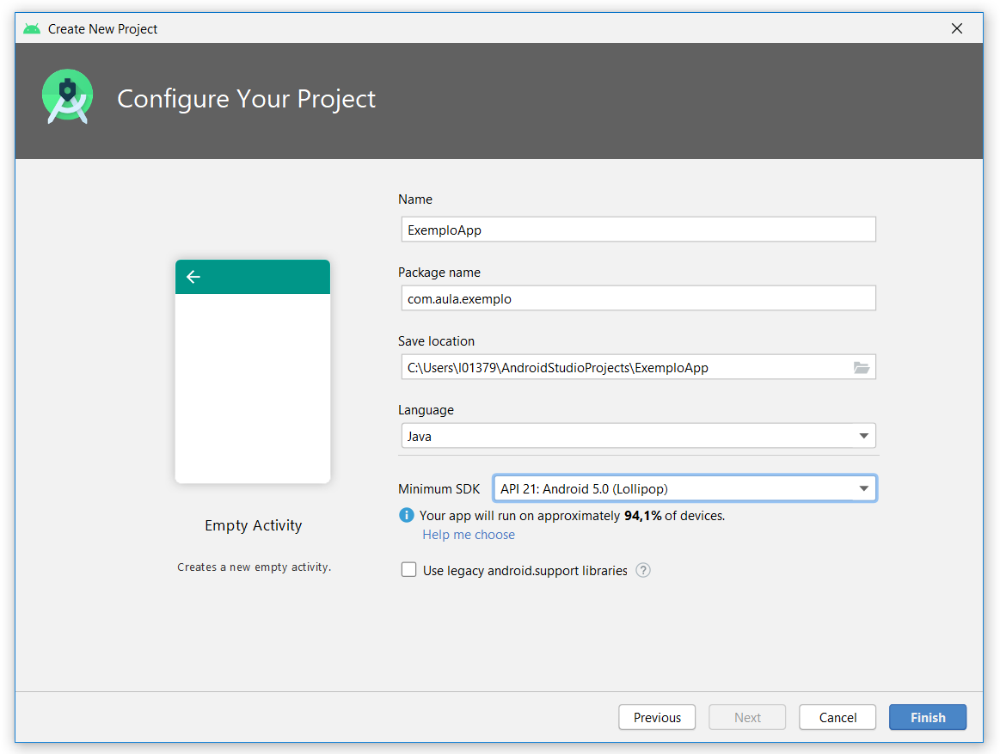 Create New Project
Configure Your Project
Name
ExemploApp
Package name
com.aula.exemplo
Save location
C:\Users\I01379\AndroidStudioProjects\ExemploApp
Language
Java
Minimum SDK API 21: Android 5.0 (Lollipop)
Your app will run on approximately 94,1% of devices.
Help me choose
Use legacy android.support libraries ?
Empty Activity
Creates a new empty activity.
Previous Next Cancel Finish